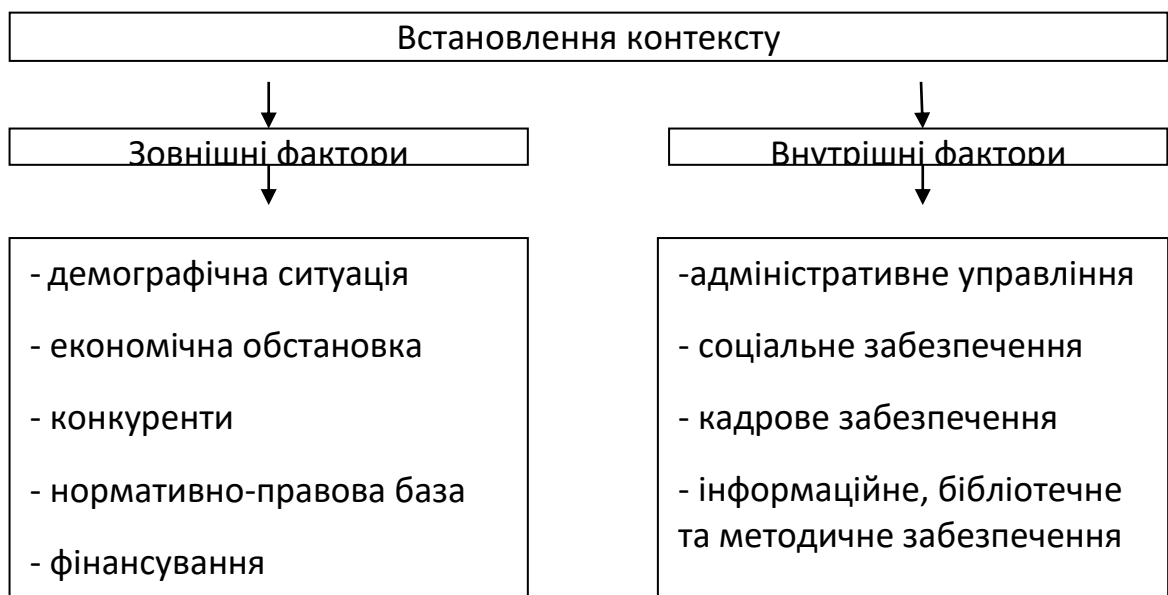 Встановлення контексту
Зовнішні фактори
Внутрішні фактори
- демографічна ситуація
- економічна обстановка
- конкуренти
- нормативно-правова база
- фінансування
-адміністративне управління
- соціальне забезпечення
- кадрове забезпечення
- інформаційне, бібліотечне
та методичне забезпечення